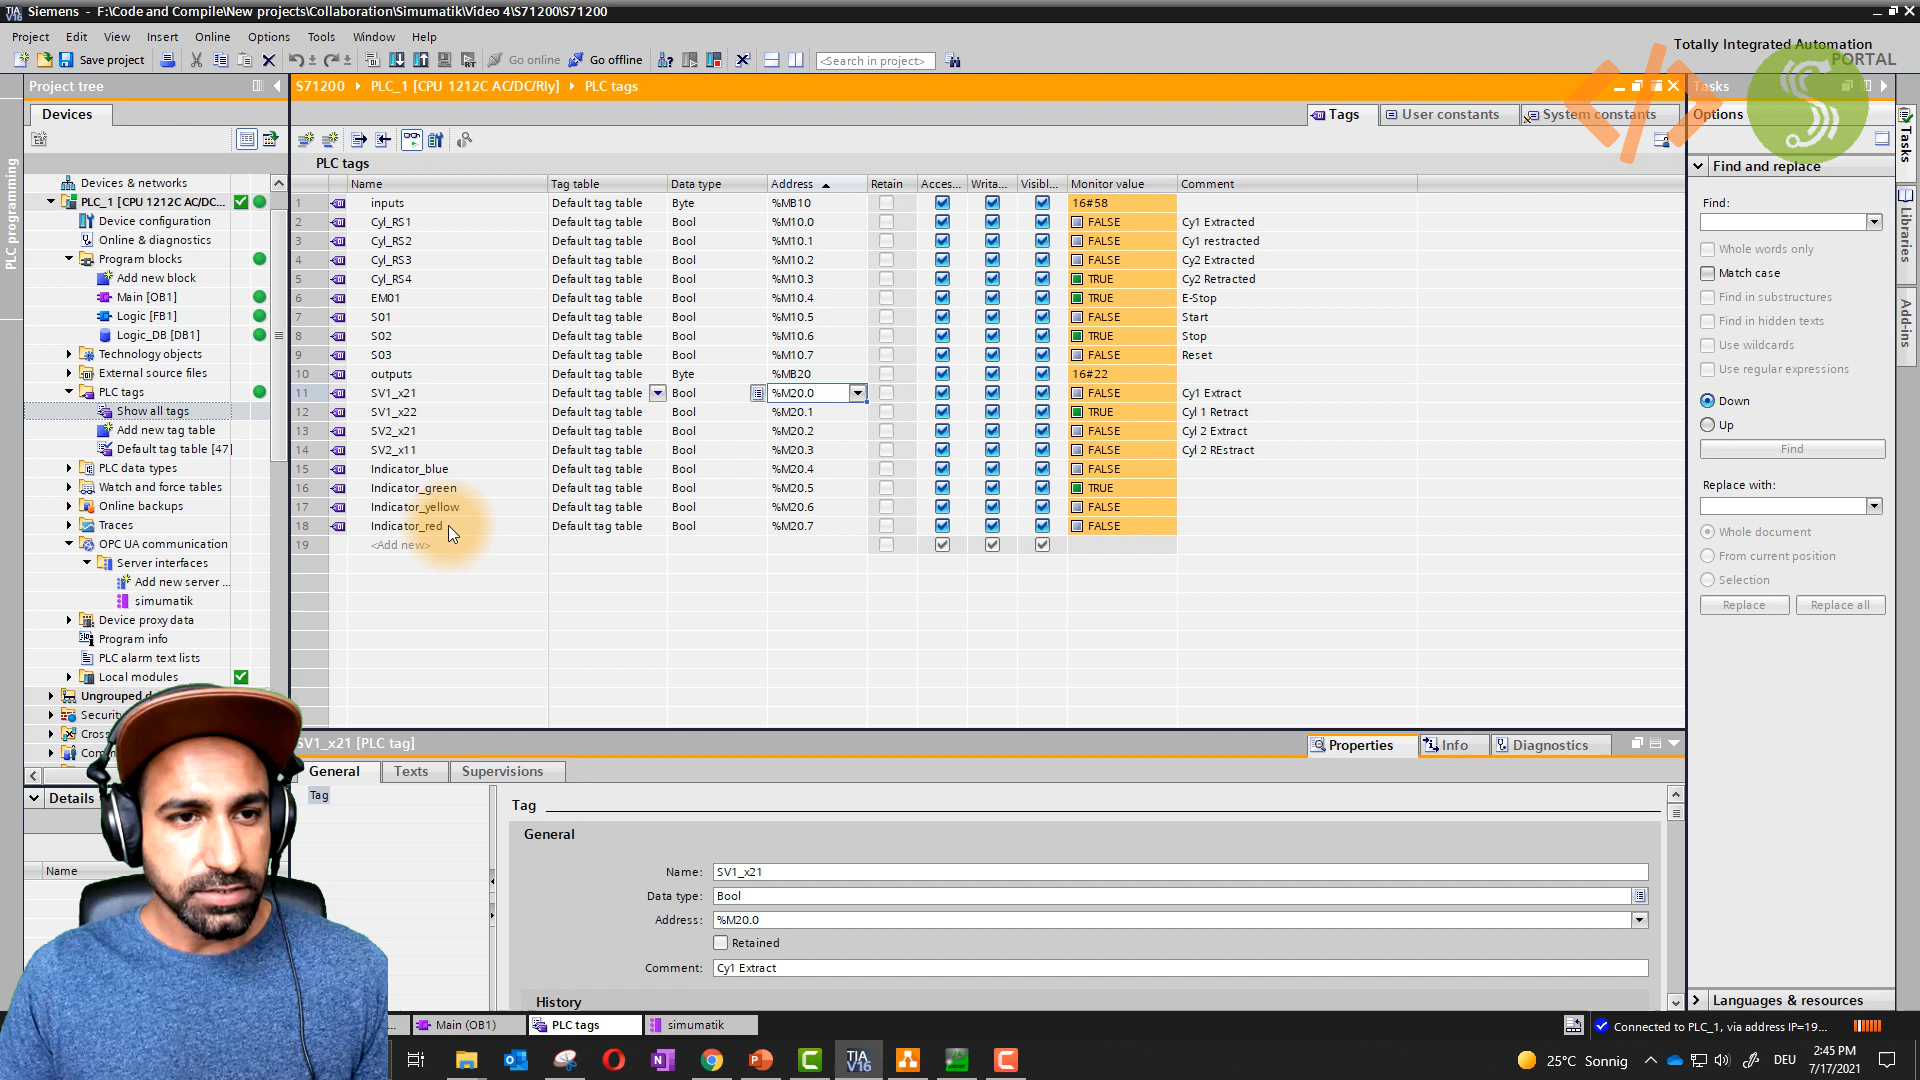 Siemens - F:\Code and Compile\New projects\Collaboration\Simumatik\Video 4\S71200\S71200
Project Edit View Insert Online Options Tools Window Help
Totally Integrated Automation
PORTAL
Save project Go online Go offline <Search in project>
Project tree
S71200 PLC_1 [CPU 1212C AC/DC/Rly] PLC tags
Tasks
Devices
Tags User constants System constants
Options
PLC tags
Find and replace
Name Tag table Data type Address Retain Acces... Writa... Visibl... Monitor value Comment
1 inputs Default tag table Byte %MB10 16#58
2 Cyl_RS1 Default tag table Bool %M10.0 FALSE Cy1 Extracted
3 Cyl_RS2 Default tag table Bool %M10.1 FALSE Cy1 restracted
4 Cyl_RS3 Default tag table Bool %M10.2 FALSE Cy2 Extracted
5 Cyl_RS4 Default tag table Bool %M10.3 TRUE Cy2 Retracted
6 EM01 Default tag table Bool %M10.4 TRUE E-Stop
7 S01 Default tag table Bool %M10.5 FALSE Start
8 S02 Default tag table Bool %M10.6 TRUE Stop
9 S03 Default tag table Bool %M10.7 FALSE Reset
10 outputs Default tag table Byte %MB20 16#22
11 SV1_x21 Default tag table Bool %M20.0 FALSE Cy1 Extract
12 SV1_x22 Default tag table Bool %M20.1 TRUE Cyl 1 Retract
13 SV2_x21 Default tag table Bool %M20.2 FALSE Cyl 2 Extract
14 SV2_x11 Default tag table Bool %M20.3 FALSE Cyl 2 REstract
15 Indicator_blue Default tag table Bool %M20.4 FALSE
16 Indicator_green Default tag table Bool %M20.5 TRUE
17 Indicator_yellow Default tag table Bool %M20.6 FALSE
18 Indicator_red Default tag table Bool %M20.7 FALSE
19 <Add new>
PLC programming
Devices & networks
PLC_1 [CPU 1212C AC/DC...
Device configuration
Online & diagnostics
Program blocks
Add new block
Main [OB1]
Logic [FB1]
Logic_DB [DB1]
Technology objects
External source files
PLC tags
Show all tags
Add new tag table
Default tag table [47]
PLC data types
Watch and force tables
Online backups
Traces
OPC UA communication
Server interfaces
Add new server ...
simumatik
Device proxy data
Program info
PLC alarm text lists
Local modules
Ungrouped
Details
Name
Find:
Whole words only
Match case
Find in substructures
Find in hidden texts
Use wildcards
Use regular expressions
Down
Up
Find
Replace with:
Whole document
From current position
Selection
Replace Replace all
Languages & resources
Tasks
Libraries
Add-ins
SV1_x21 [PLC tag]
Properties Info Diagnostics
General Texts Supervisions
Tag
Tag
General
Name: SV1_x21
Data type: Bool
Address: %M20.0
Retained
Comment: Cy1 Extract
History
... Main (OB1) PLC tags simumatik
Connected to PLC_1, via address IP=19...
TIA V16
25°C Sonnig DEU 2:45 PM
7/17/2021